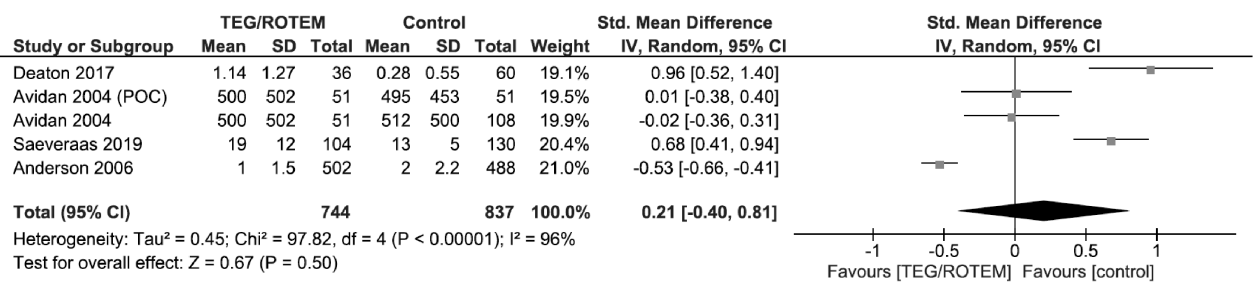 TEG/ROTEM Control Std. Mean Difference Std. Mean Difference
Study or Subgroup Mean SD Total Mean SD Total Weight IV, Random, 95% CI IV, Random, 95% CI
Deaton 2017 1.14 1.27 36 0.28 0.55 60 19.1% 0.96 [0.52, 1.40]
Avidan 2004 (POC) 500 502 51 495 453 51 19.5% 0.01 [-0.38, 0.40]
Avidan 2004 500 502 51 512 500 108 19.9% -0.02 [-0.36, 0.31]
Saeveraas 2019 19 12 104 13 5 130 20.4% 0.68 [0.41, 0.94]
Anderson 2006 1 1.5 502 2 2.2 488 21.0% -0.53 [-0.66, -0.41]
Total (95% CI) 744 837 100.0% 0.21 [-0.40, 0.81]
Heterogeneity: Tau² = 0.45; Chi² = 97.82, df = 4 (P < 0.00001); I² = 96%
Test for overall effect: Z = 0.67 (P = 0.50)
-1 -0.5 0 0.5 1
Favours [TEG/ROTEM] Favours [control]